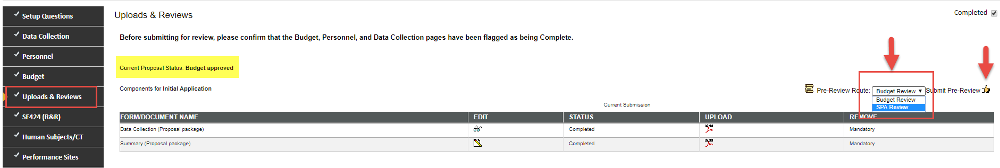 Setup Questions
Data Collection
Personnel
Budget
Uploads & Reviews
SF424 (R&R)
Human Subjects/CT
Performance Sites
Uploads & Reviews
Completed
Before submitting for review, please confirm that the Budget, Personnel, and Data Collection pages have been flagged as being Complete.
Current Proposal Status: Budget approved
Components for Initial Application
Pre-Review Route: Budget Review Submit Pre-Review
Budget Review
SPA Review
Current Submission
FORM/DOCUMENT NAME EDIT STATUS UPLOAD REMOVE
Data Collection (Proposal package) Completed PDF Mandatory
Summary (Proposal package) Completed PDF Mandatory